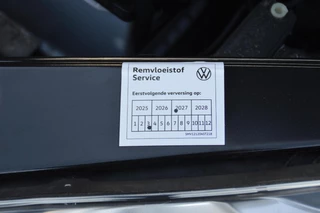 Remvloeistof
Service
Eerstvolgende verversing op:
2025 2026 2027 2028
1 2 3 4 5 6 7 8 9 10 11 12